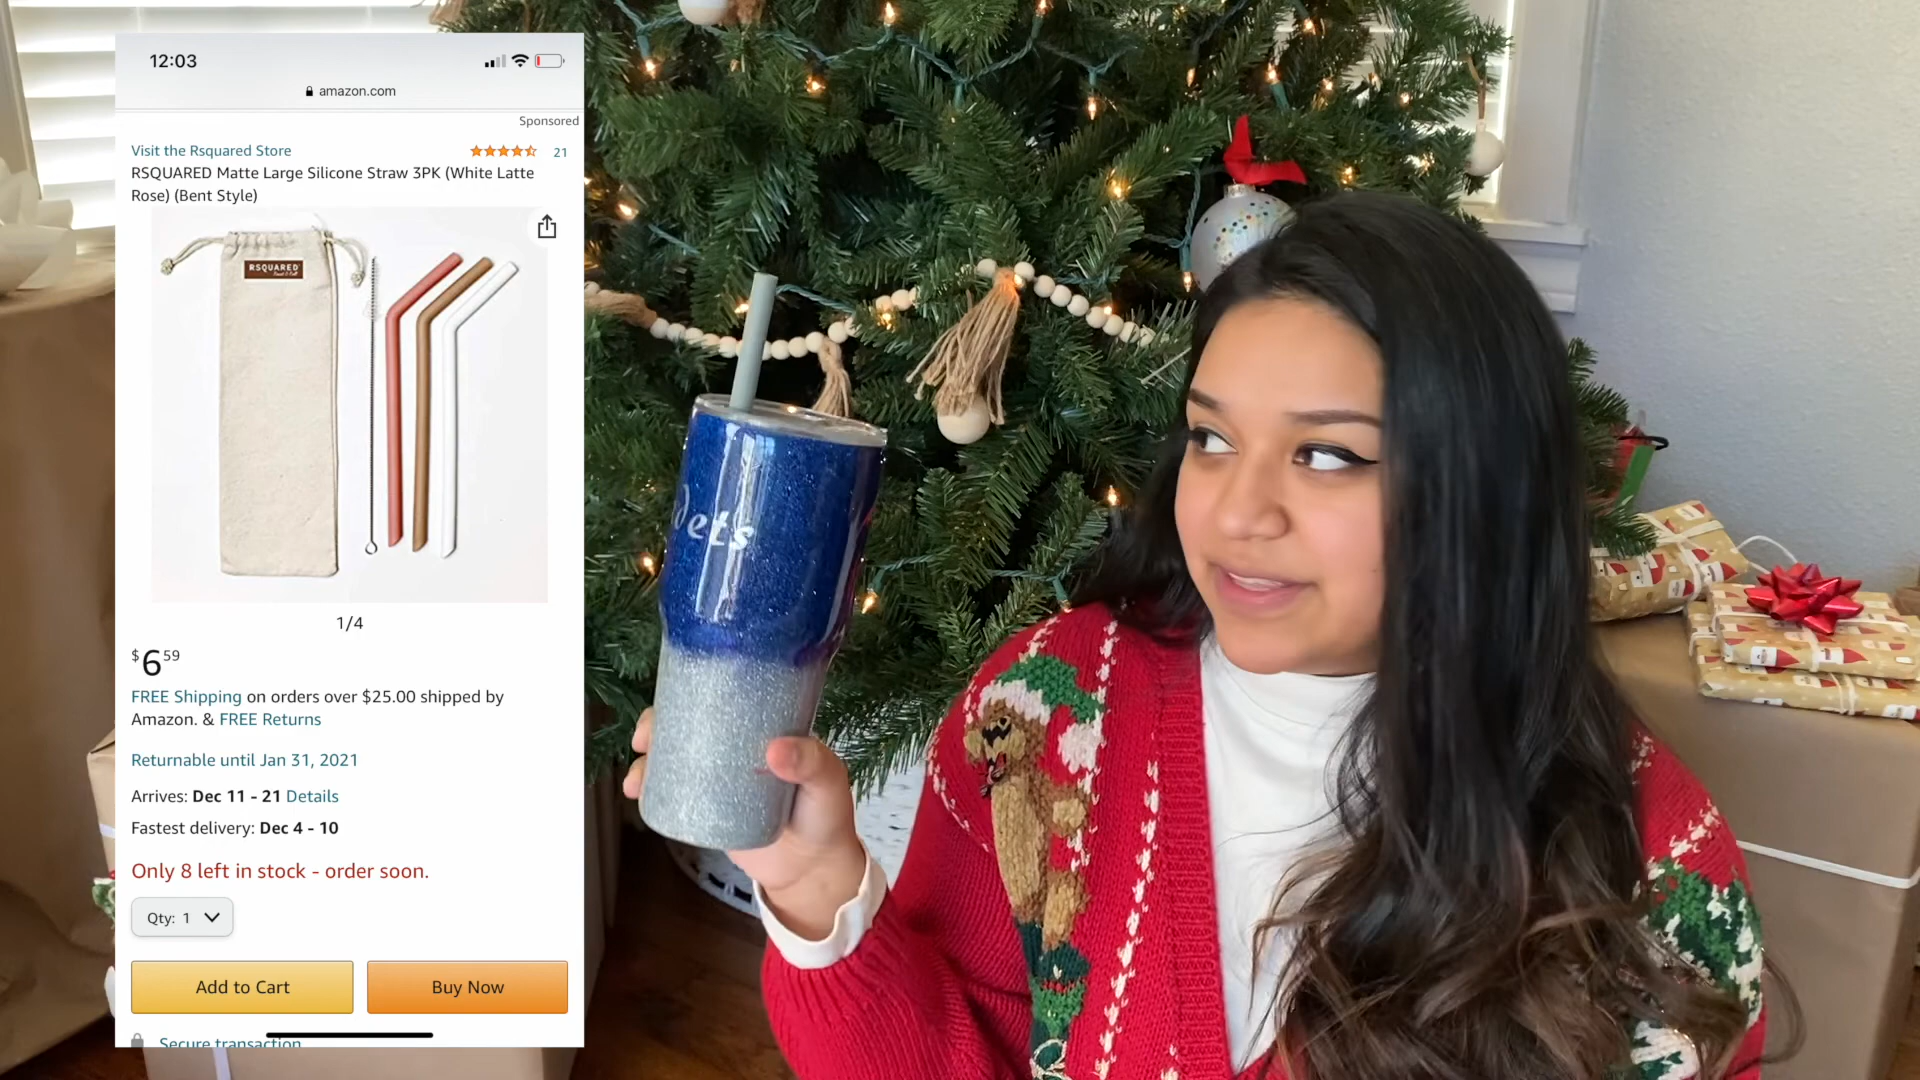 12:03
amazon.com
Sponsored
Visit the Rsquared Store
21
RSQUARED Matte Large Silicone Straw 3PK (White Latte
Rose) (Bent Style)
RSQUARED
1/4
$6 59
FREE Shipping on orders over $25.00 shipped by
Amazon. & FREE Returns
Returnable until Jan 31, 2021
Arrives: Dec 11 - 21 Details
Fastest delivery: Dec 4 - 10
Only 8 left in stock - order soon.
Qty: 1
Add to Cart
Buy Now
Secure transaction